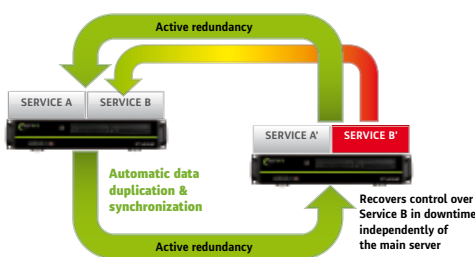 Active redundancy
SERVICE A
SERVICE B
SERVICE A'
SERVICE B'
Automatic data
duplication &
synchronization
Recovers control over
Service B in downtime
independently of
the main server
Active redundancy